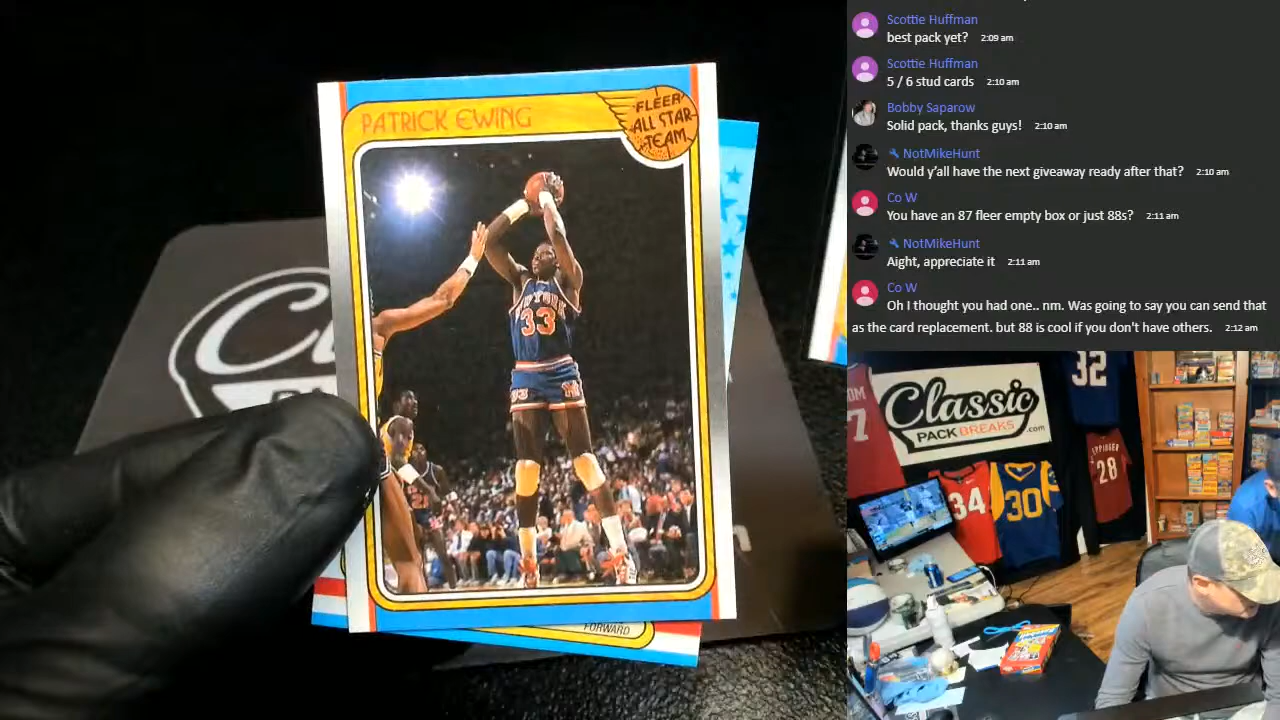 PATRICK EWING
FLEER
ALL STAR
TEAM
33
FORWARD
Scottie Huffman
best pack yet? 2:09 am
Scottie Huffman
5 / 6 stud cards 2:10 am
Bobby Saparow
Solid pack, thanks guys! 2:10 am
NotMikeHunt
Would y'all have the next giveaway ready after that? 2:10 am
Co W
You have an 87 fleer empty box or just 88s? 2:11 am
NotMikeHunt
Aight, appreciate it 2:11 am
Co W
Oh I thought you had one.. nm. Was going to say you can send that
as the card replacement. but 88 is cool if you don't have others. 2:12 am
Classic
PACK BREAKS .com
32
7
34
30
28